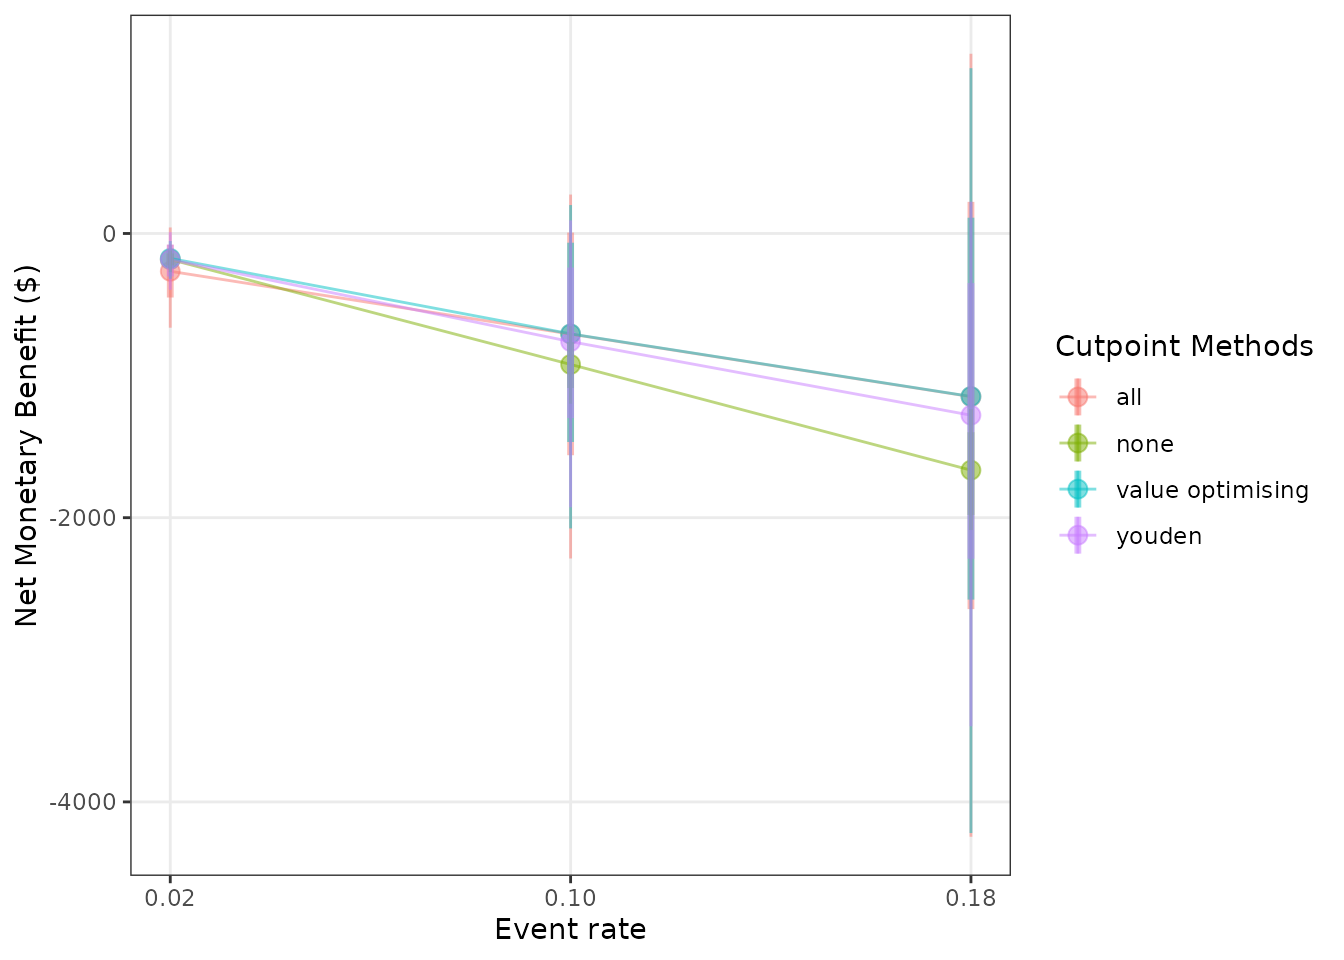 Net Monetary Benefit ($)
0
-2000
-4000
0.02
0.10
0.18
Event rate
Cutpoint Methods
all
none
value optimising
youden